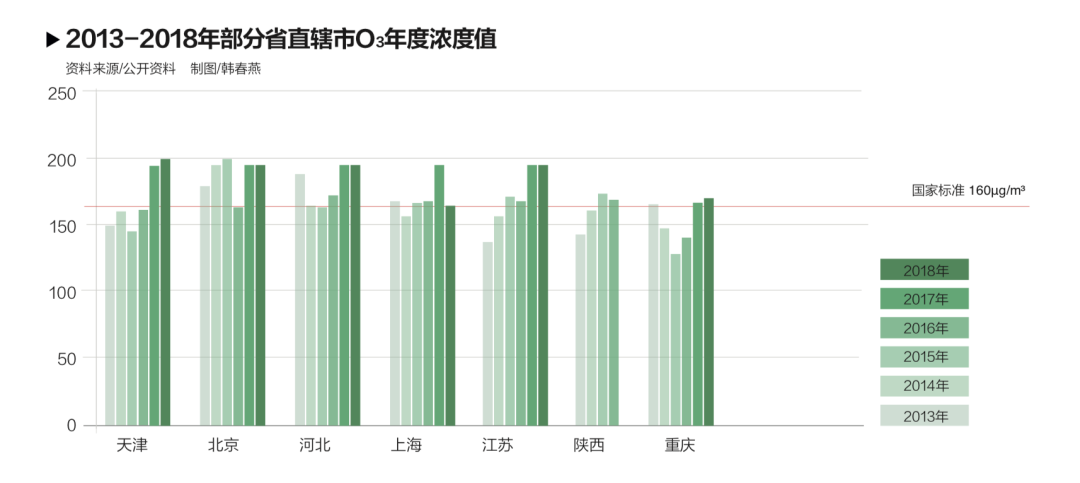 ▶2013-2018年部分省直辖市O₃年度浓度值
资料来源/公开资料 制图/韩春燕
250
200
150
100
50
0
国家标准 160μg/m³
2018年
2017年
2016年
2015年
2014年
2013年
天津 北京 河北 上海 江苏 陕西 重庆